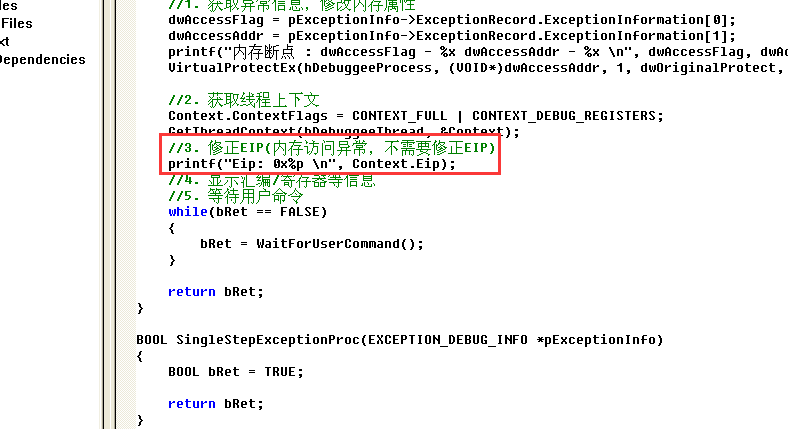 les
Files
xt
Dependencies
//1. 获取异常信息，修改内存属性
dwAccessFlag = pExceptionInfo->ExceptionRecord.ExceptionInformation[0];
dwAccessAddr = pExceptionInfo->ExceptionRecord.ExceptionInformation[1];
printf("内存断点 : dwAccessFlag - %x dwAccessAddr - %x \n", dwAccessFlag, dwAc
VirtualProtectEx(hDebuggeeProcess, (VOID*)dwAccessAddr, 1, dwOriginalProtect,
//2. 获取线程上下文
Context.ContextFlags = CONTEXT_FULL | CONTEXT_DEBUG_REGISTERS;
GetThreadContext(hDebuggeeThread, &Context);
//3. 修正EIP(内存访问异常，不需要修正EIP)
printf("Eip: 0x%p \n", Context.Eip);
//4. 显示汇编/寄存器等信息
//5. 等待用户命令
while(bRet == FALSE)
{
bRet = WaitForUserCommand();
}
return bRet;
}
BOOL SingleStepExceptionProc(EXCEPTION_DEBUG_INFO *pExceptionInfo)
{
BOOL bRet = TRUE;
return bRet;
}